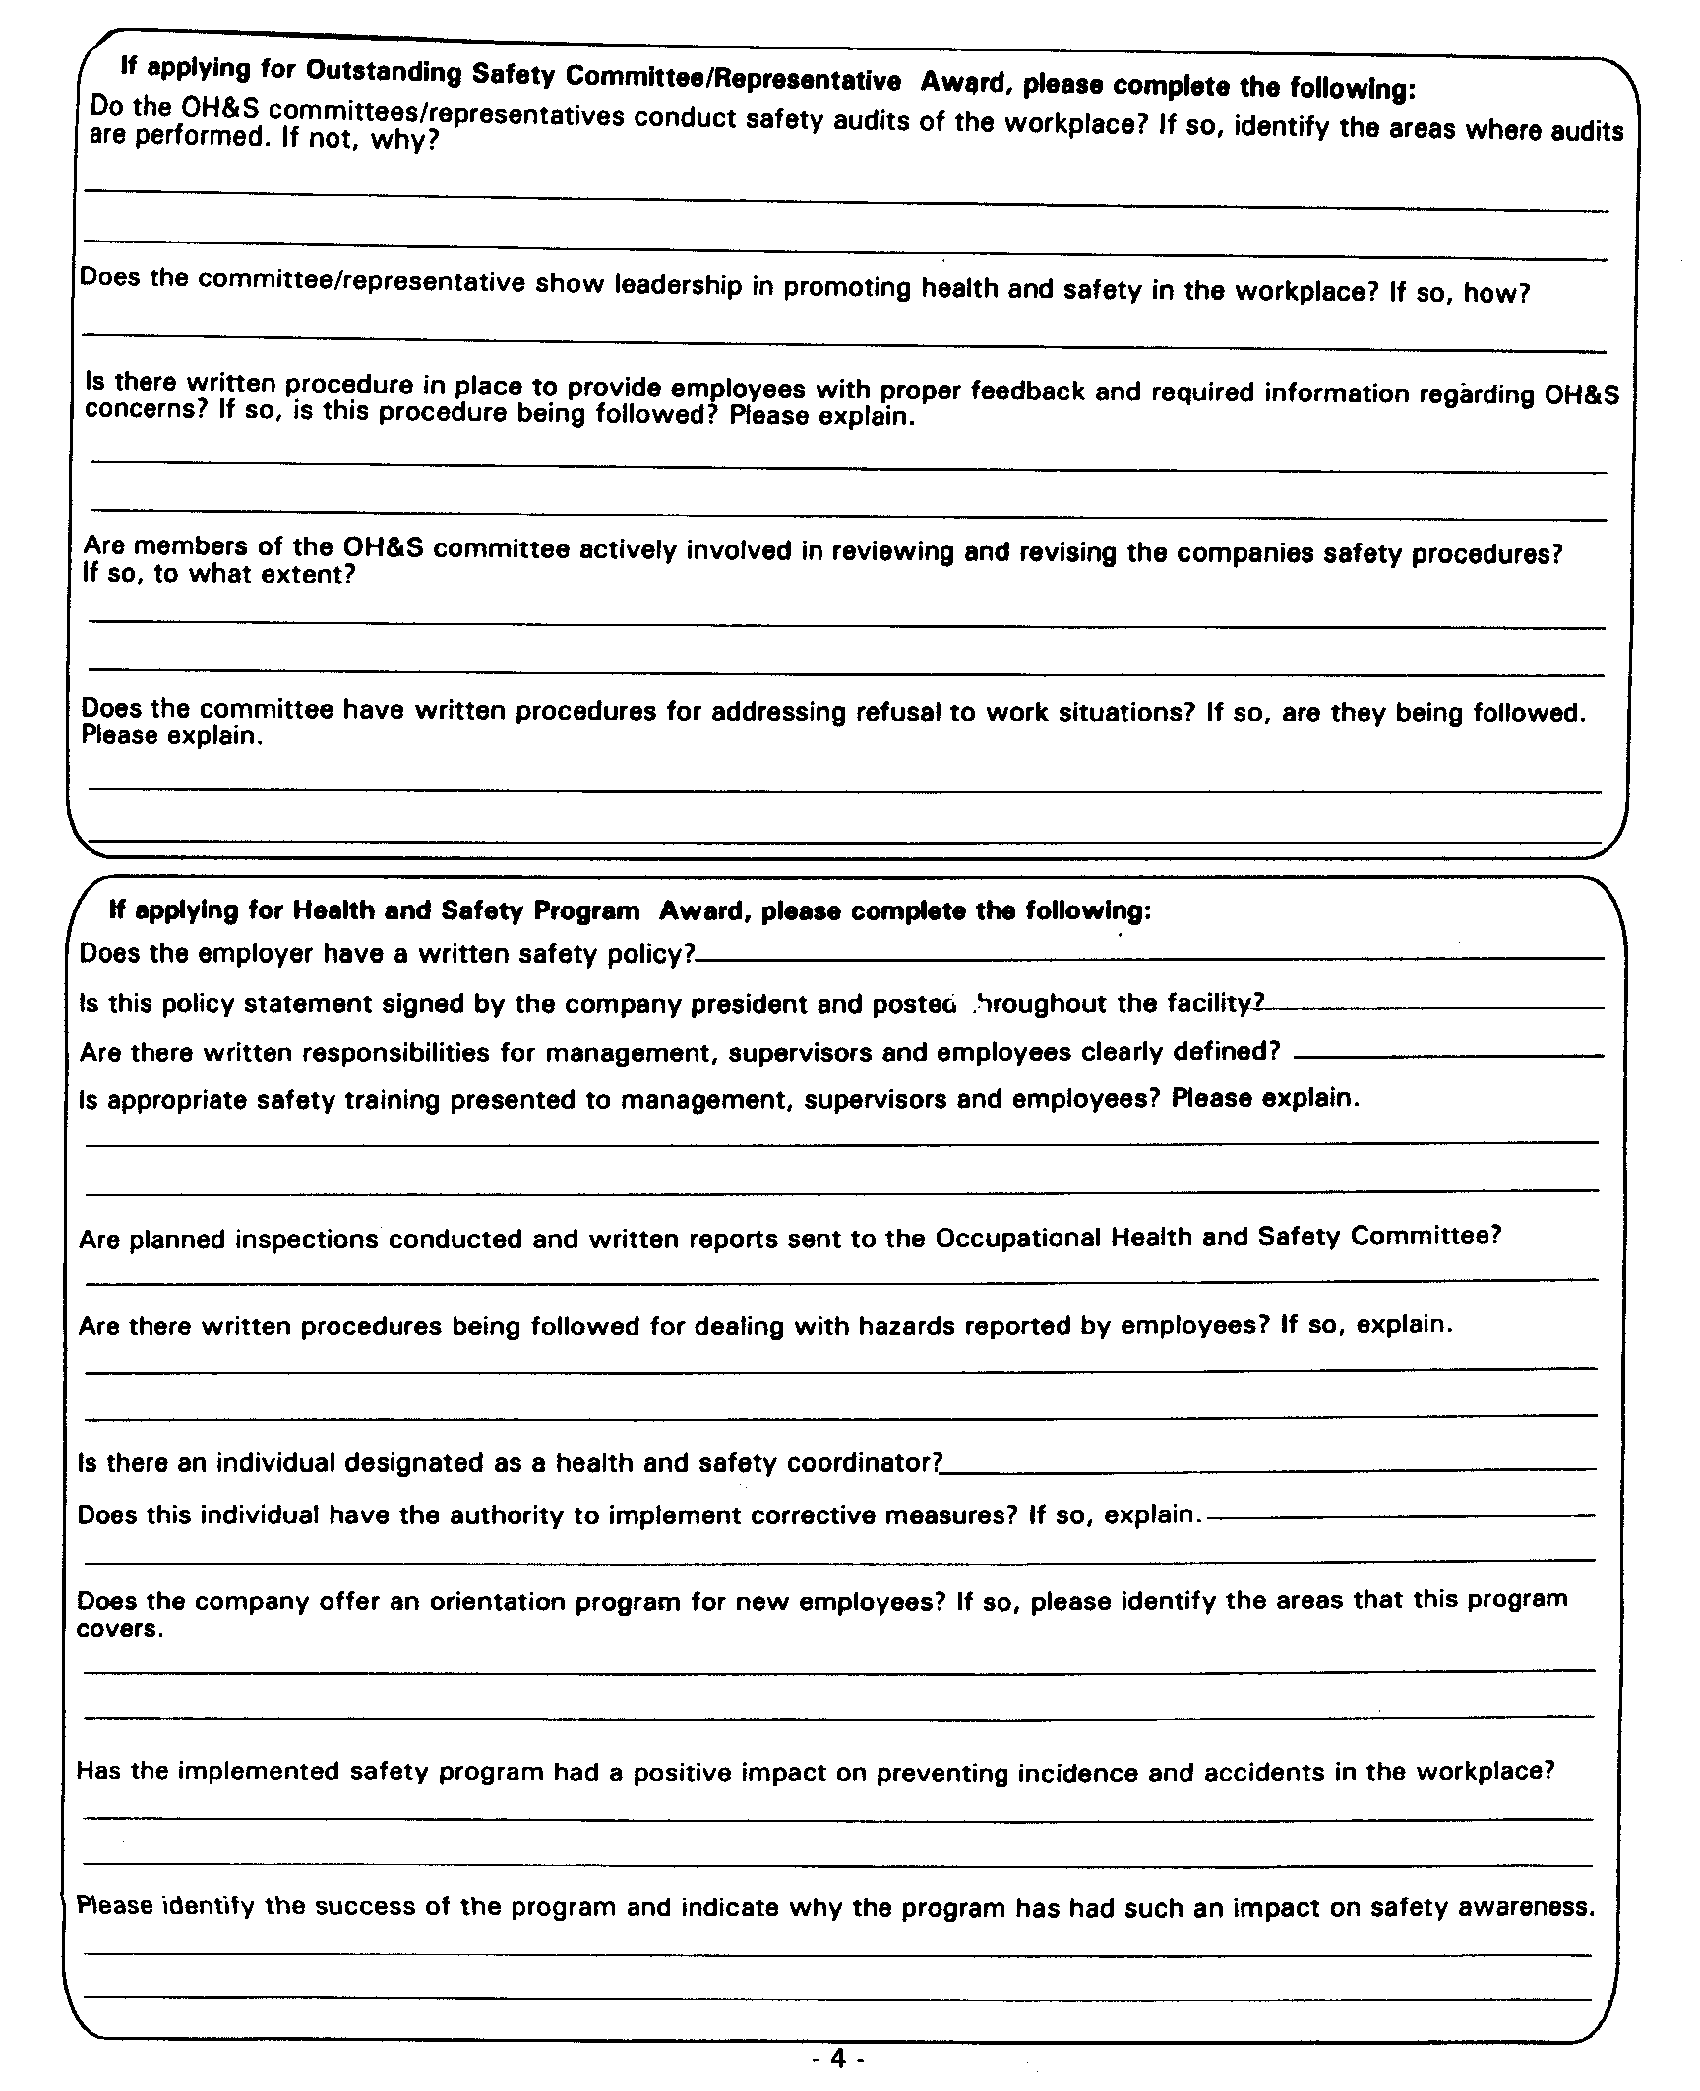 If applying for Outstanding Safety Committee/Representative Award, please complete the following:
Do the OH&S committees/representatives conduct safety audits of the workplace? If so, identify the areas where audits
are performed. If not, why?
Does the committee/representative show leadership in promoting health and safety in the workplace? If so, how?
Is there written procedure in place to provide employees with proper feedback and required information regarding OH&S
concerns? If so, is this procedure being followed? Please explain.
Are members of the OH&S committee actively involved in reviewing and revising the companies safety procedures?
If so, to what extent?
Does the committee have written procedures for addressing refusal to work situations? If so, are they being followed.
Please explain.
If applying for Health and Safety Program Award, please complete the following:
Does the employer have a written safety policy?
Is this policy statement signed by the company president and posted throughout the facility?
Are there written responsibilities for management, supervisors and employees clearly defined?
Is appropriate safety training presented to management, supervisors and employees? Please explain.
Are planned inspections conducted and written reports sent to the Occupational Health and Safety Committee?
Are there written procedures being followed for dealing with hazards reported by employees? If so, explain.
Is there an individual designated as a health and safety coordinator?
Does this individual have the authority to implement corrective measures? If so, explain.
Does the company offer an orientation program for new employees? If so, please identify the areas that this program
covers.
Has the implemented safety program had a positive impact on preventing incidence and accidents in the workplace?
Please identify the success of the program and indicate why the program has had such an impact on safety awareness.
- 4 -